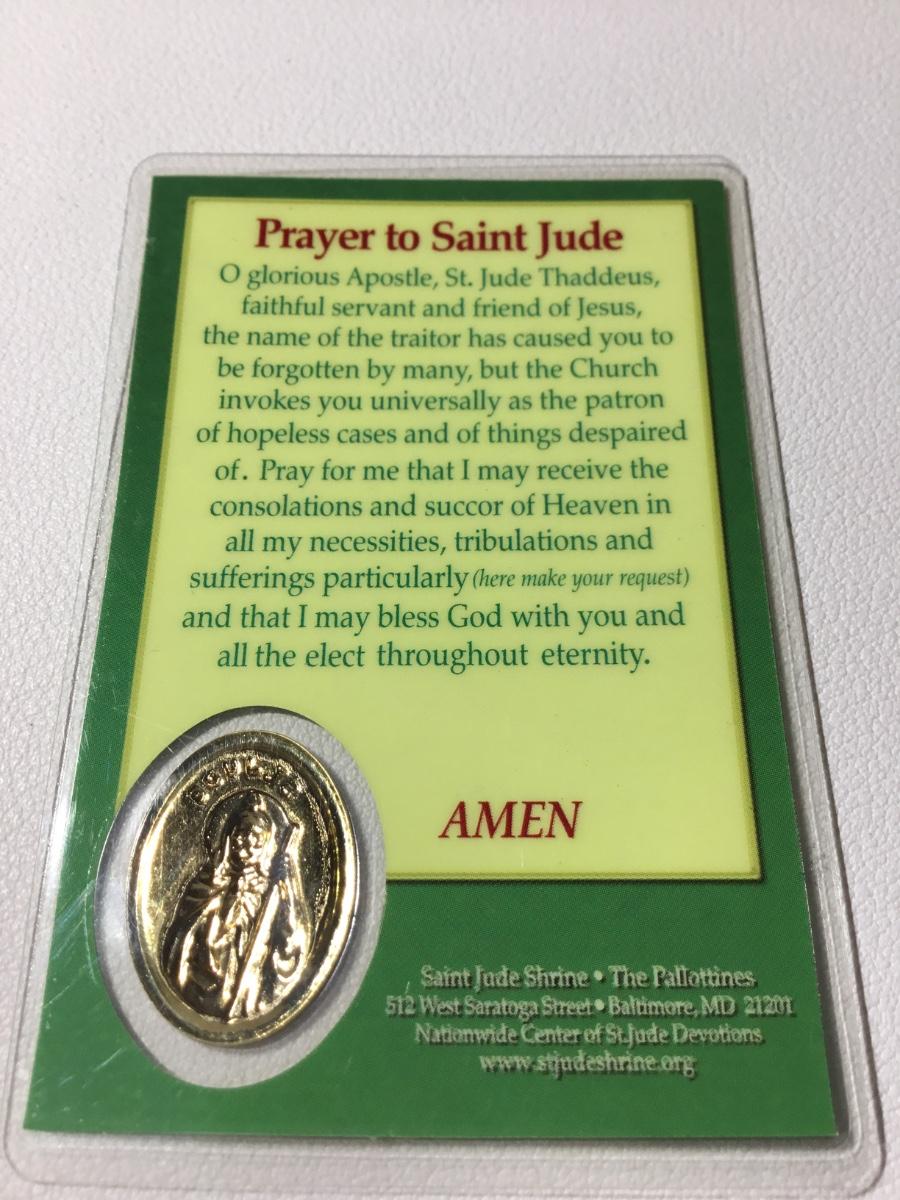 Prayer to Saint Jude
O glorious Apostle, St. Jude Thaddeus,
faithful servant and friend of Jesus,
the name of the traitor has caused you to
be forgotten by many, but the Church
invokes you universally as the patron
of hopeless cases and of things despaired
of. Pray for me that I may receive the
consolations and succor of Heaven in
all my necessities, tribulations and
sufferings particularly (here make your request)
and that I may bless God with you and
all the elect throughout eternity.
AMEN
Saint Jude Shrine • The Pallottines
512 West Saratoga Street • Baltimore, MD 21201
Nationwide Center of St.Jude Devotions
www.stjudeshrine.org